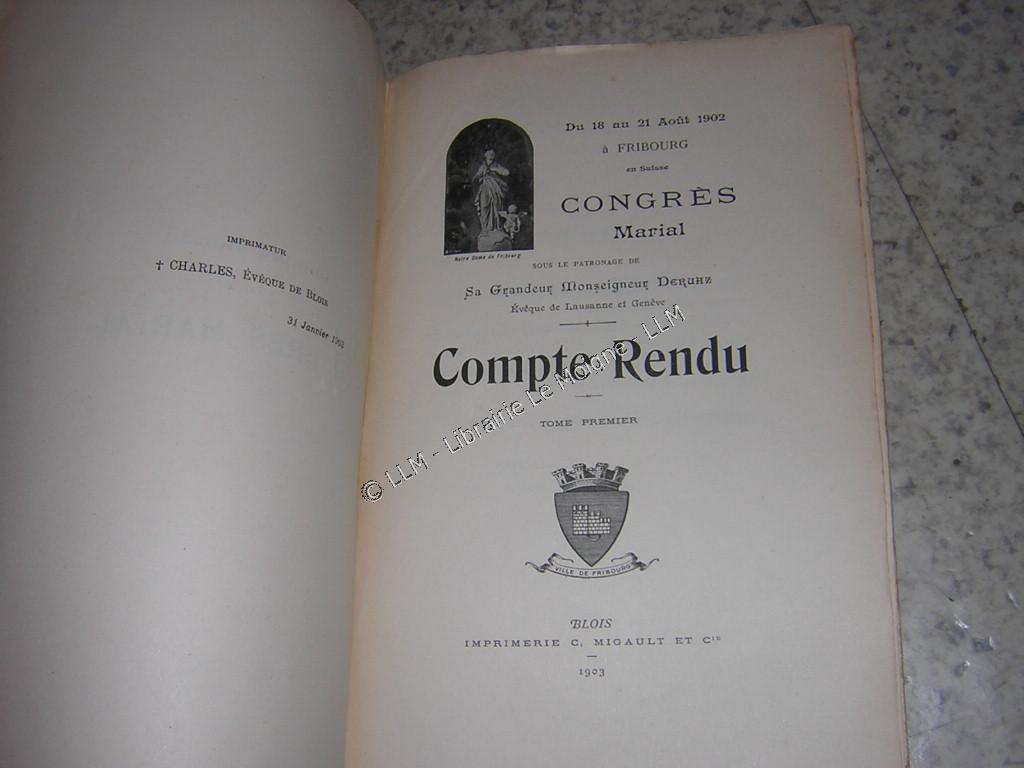 IMPRIMATUR
† CHARLES, ÉVÊQUE DE BLOIS
31 Janvier 1903
Du 18 au 21 Août 1902
à FRIBOURG
en Suisse
CONGRÈS
Marial
Notre Dame de Fribourg
SOUS LE PATRONAGE DE
Sa Grandeur Monseigneur DERUAZ
Évêque de Lausanne et Genève
Compte Rendu
TOME PREMIER
VILLE DE FRIBOURG
BLOIS
IMPRIMERIE C. MIGAULT ET Cie
1903
© LLM - Librairie Le Moigne - LLM